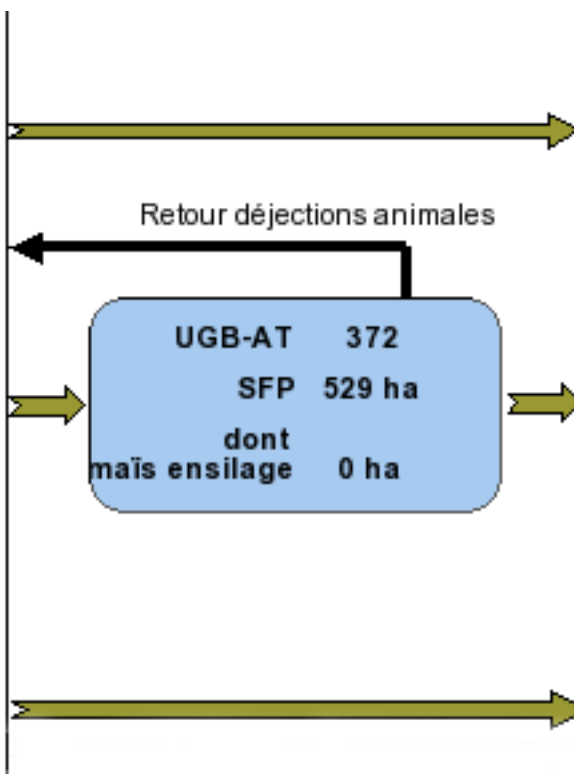 Retour déjections animales
UGB-AT 372
SFP 529 ha
dont
maïs ensilage 0 ha